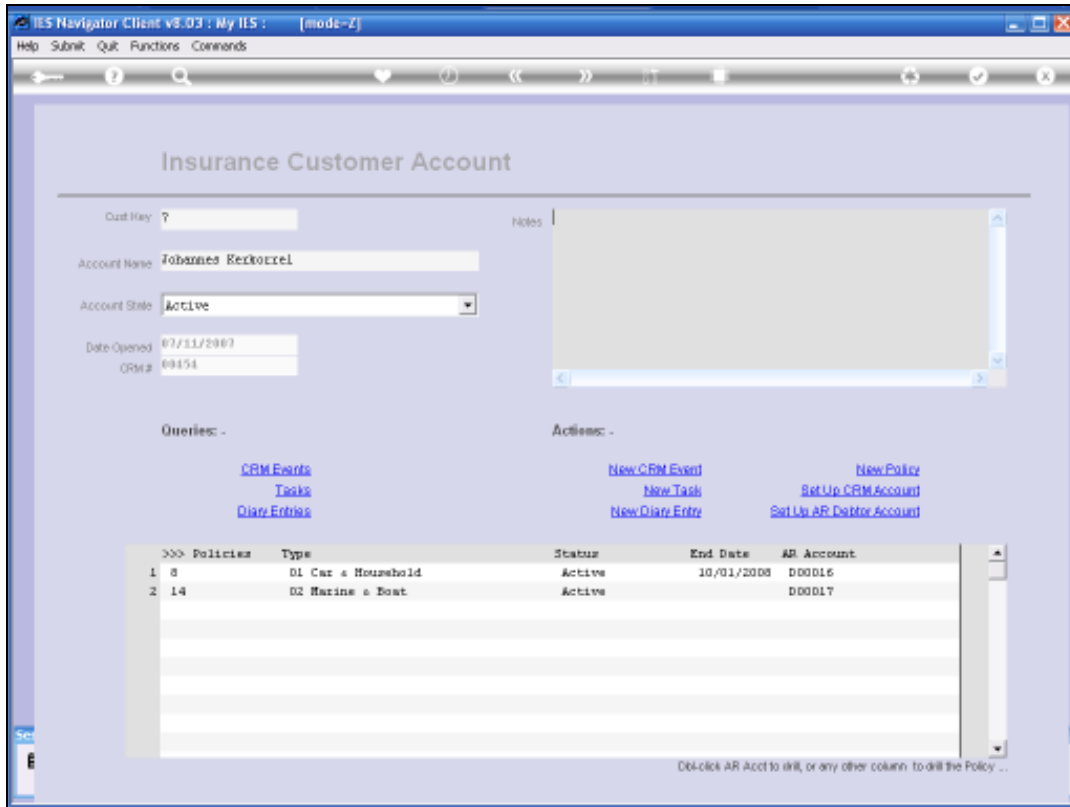 IES Navigator Client v8.03 : My IES : [mode=Z]
Help Submit Quit Functions Commands
Insurance Customer Account
Cust Key 7
Notes
Account Name Johannes Kerkorrel
Account State Active
Date Opened 07/11/2007
CRM # 00454
Queries: - Actions: -
CRM Events New CRM Event New Policy
Tasks New Task Set Up CRM Account
Diary Entries New Diary Entry Set Up AR Debtor Account
>>> Policies Type Status End Date AR Account
1 8 01 Car & Household Active 10/01/2008 D00016
2 14 02 Marine & Boat Active D00017
Dbl-click AR Acct to drill, or any other column to drill the Policy ...